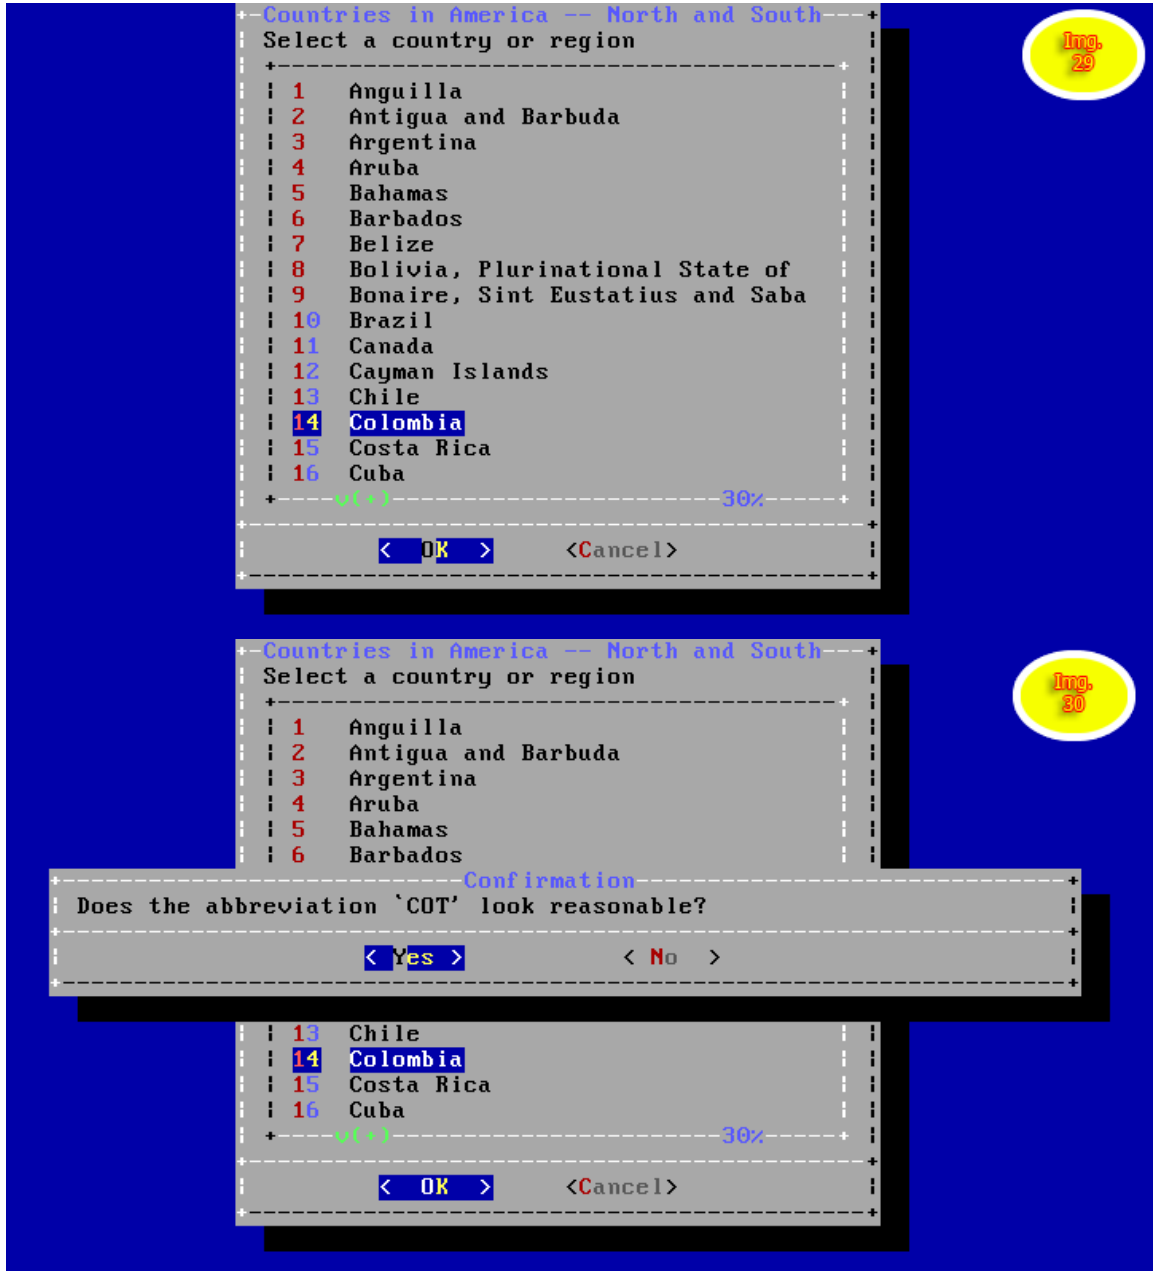 Countries in America -- North and South
Select a country or region
Img.
29
1 Anguilla
2 Antigua and Barbuda
3 Argentina
4 Aruba
5 Bahamas
6 Barbados
7 Belize
8 Bolivia, Plurinational State of
9 Bonaire, Sint Eustatius and Saba
10 Brazil
11 Canada
12 Cayman Islands
13 Chile
14 Colombia
15 Costa Rica
16 Cuba
v(+) 30%
< OK > <Cancel>
Countries in America -- North and South
Select a country or region
Img.
30
1 Anguilla
2 Antigua and Barbuda
3 Argentina
4 Aruba
5 Bahamas
6 Barbados
Confirmation
Does the abbreviation `COT' look reasonable?
< Yes > < No >
13 Chile
14 Colombia
15 Costa Rica
16 Cuba
v(+) 30%
< OK > <Cancel>